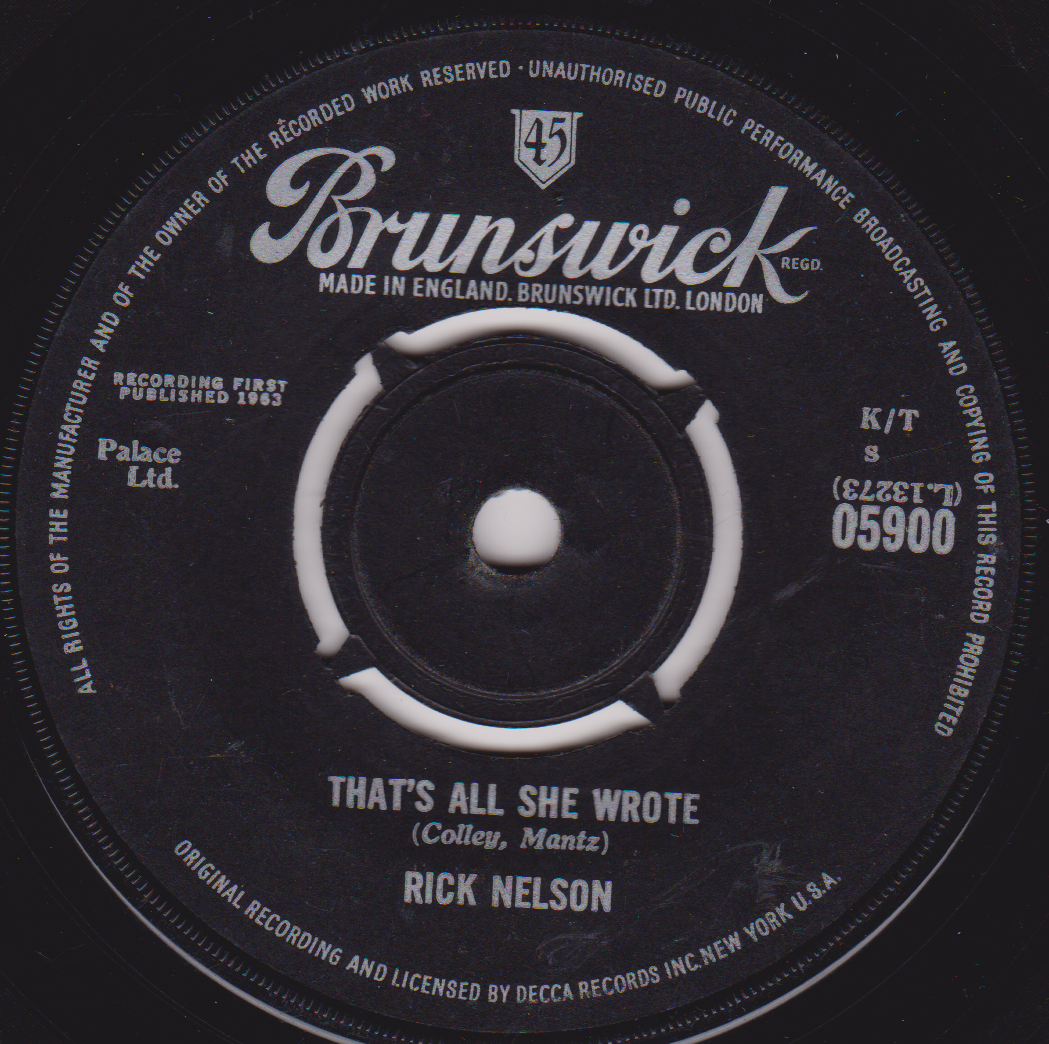 ALL RIGHTS OF THE MANUFACTURER AND OF THE OWNER OF THE RECORDED WORK RESERVED · UNAUTHORISED PUBLIC PERFORMANCE BROADCASTING AND COPYING OF THIS RECORD PROHIBITED
45
Brunswick
REGD.
MADE IN ENGLAND. BRUNSWICK LTD. LONDON
RECORDING FIRST
PUBLISHED 1963
Palace
Ltd.
K/T
S
(L.13273)
05900
THAT'S ALL SHE WROTE
(Colley, Mantz)
RICK NELSON
ORIGINAL RECORDING AND LICENSED BY DECCA RECORDS INC. NEW YORK U.S.A.